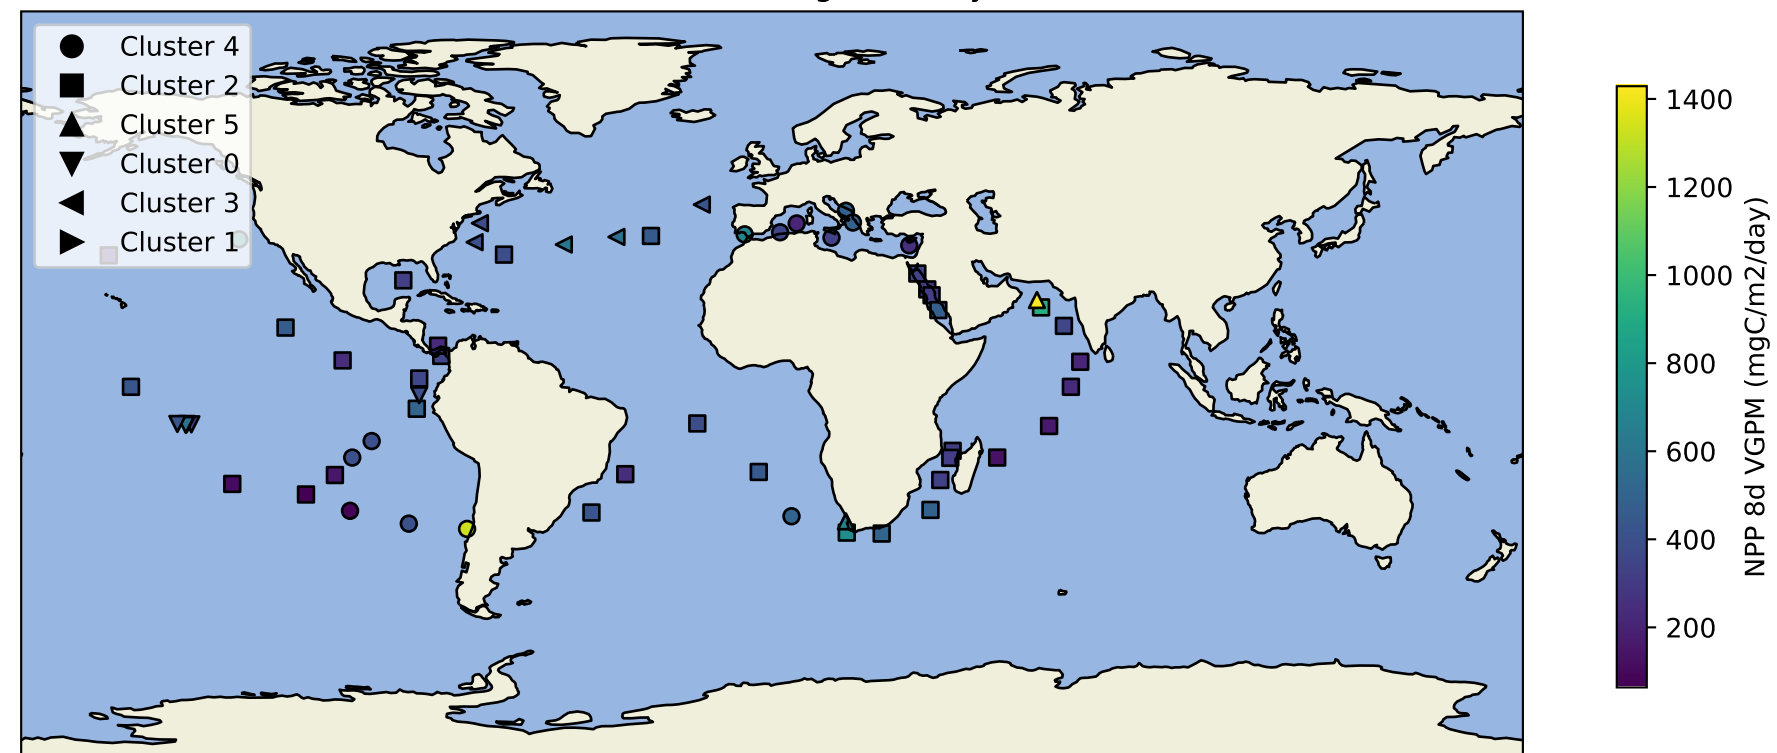 Cluster 4
Cluster 2
Cluster 5
Cluster 0
Cluster 3
Cluster 1
1400
1200
1000
800
600
400
200
NPP 8d VGPM (mgC/m2/day)